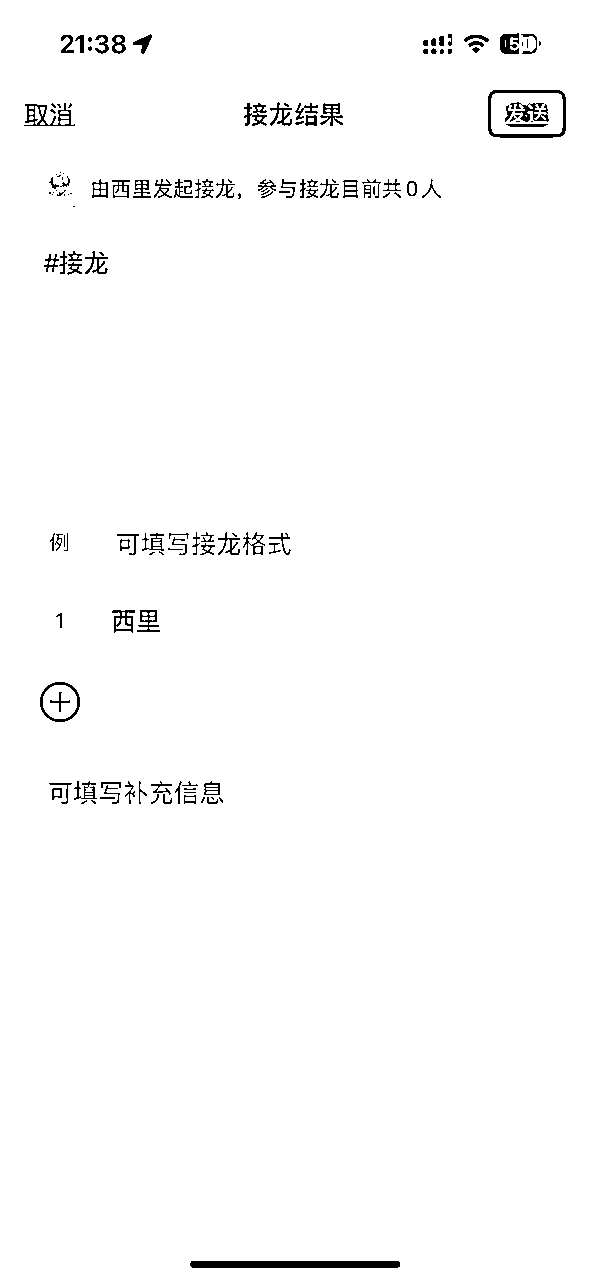 21:38
取消 接龙结果 发送
由西里发起接龙，参与接龙目前共0人
#接龙
例 可填写接龙格式
1 西里
可填写补充信息